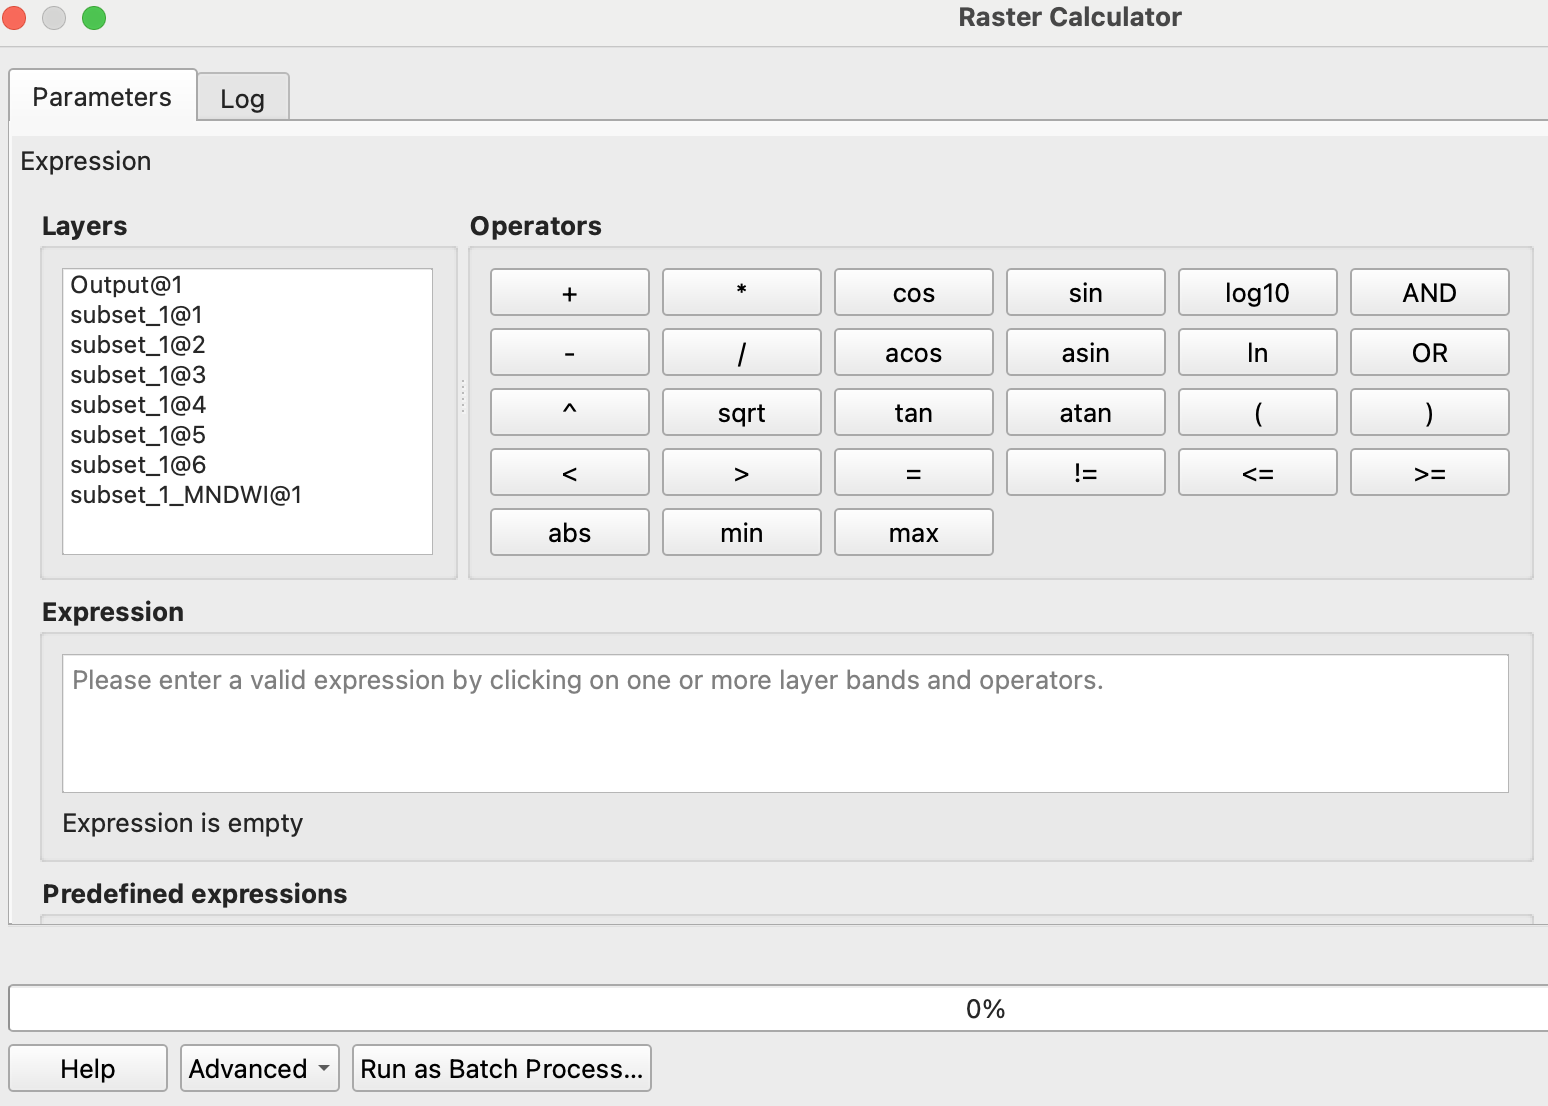 Raster Calculator
Parameters
Log
Expression
Layers
Operators
Output@1
subset_1@1
subset_1@2
subset_1@3
subset_1@4
subset_1@5
subset_1@6
subset_1_MNDWI@1
+ * cos sin log10 AND
- / acos asin ln OR
^ sqrt tan atan ( )
< > = != <= >=
abs min max
Expression
Please enter a valid expression by clicking on one or more layer bands and operators.
Expression is empty
Predefined expressions
0%
Help
Advanced
Run as Batch Process...